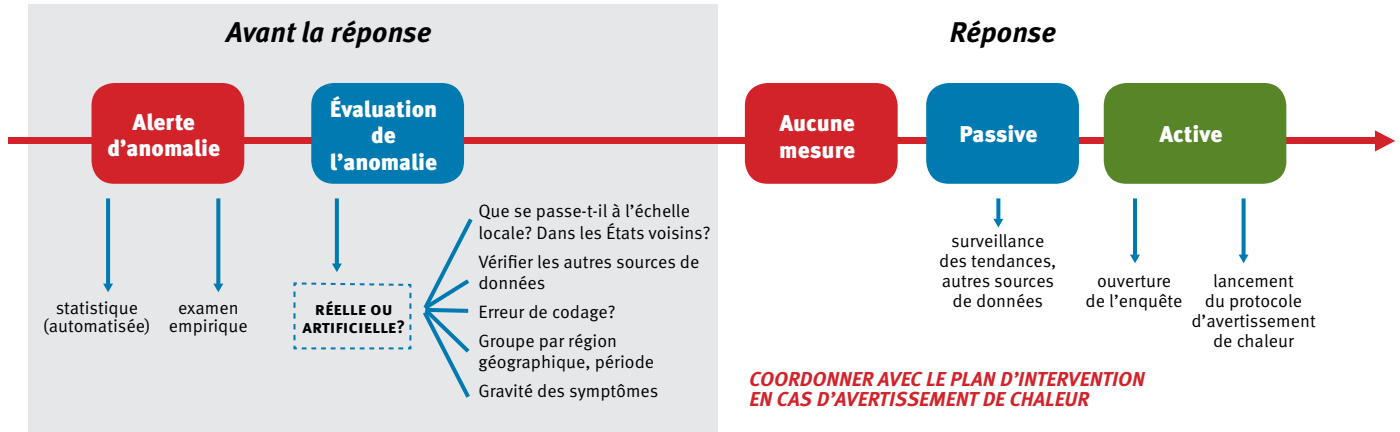 Avant la réponse
Réponse
Alerte
d'anomalie
Évaluation
de
l'anomalie
Aucune
mesure
Passive
Active
statistique
(automatisée)
examen
empirique
RÉELLE OU
ARTIFICIELLE?
Que se passe-t-il à l'échelle
locale? Dans les États voisins?
Vérifier les autres sources de
données
Erreur de codage?
Groupe par région
géographique, période
Gravité des symptômes
surveillance
des tendances,
autres sources
de données
ouverture
de l'enquête
lancement
du protocole
d'avertissement
de chaleur
COORDONNER AVEC LE PLAN D'INTERVENTION
EN CAS D'AVERTISSEMENT DE CHALEUR